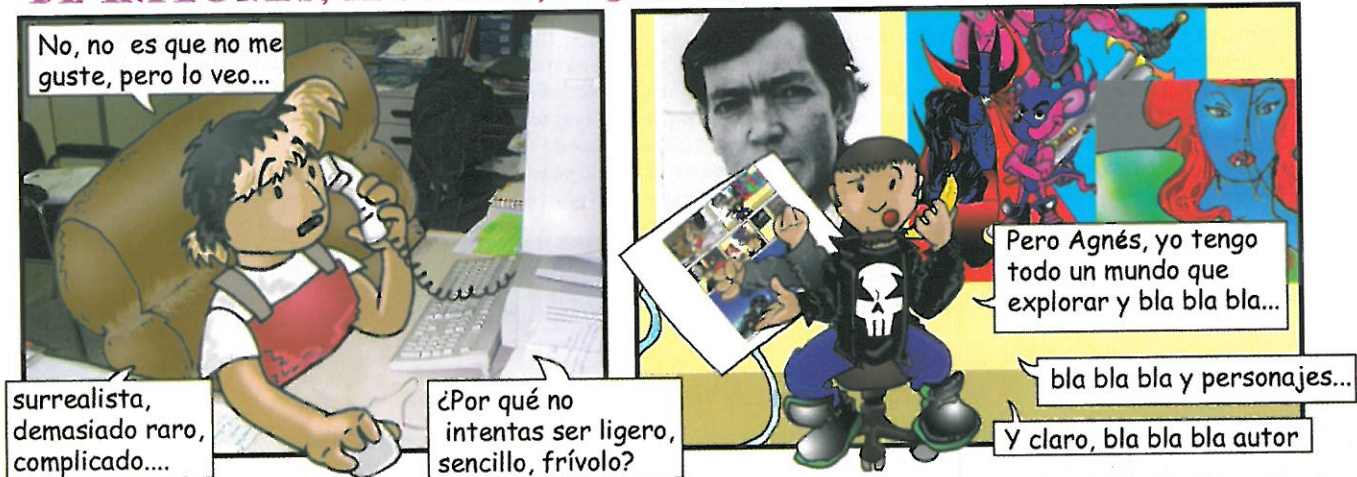 No, no es que no me
guste, pero lo veo...
surrealista,
demasiado raro,
complicado....
¿Por qué no
intentas ser ligero,
sencillo, frívolo?
Pero Agnés, yo tengo
todo un mundo que
explorar y bla bla bla...
bla bla bla y personajes...
Y claro, bla bla bla autor